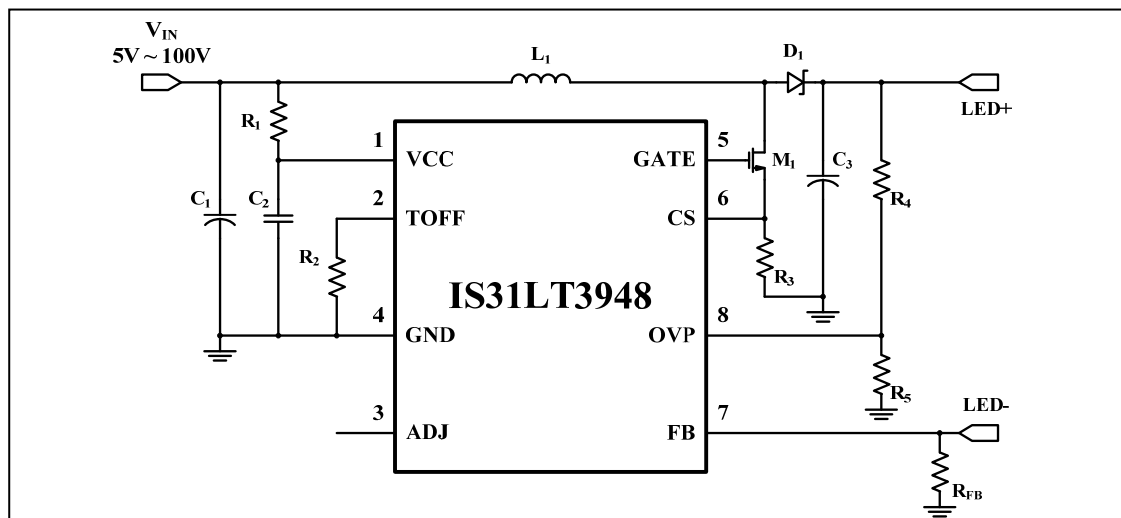 VIN
5V ~ 100V
L1
D1
LED+
R1
1
VCC
5
GATE
M1
C3
R4
C1
C2
2
TOFF
6
CS
R2
R3
IS31LT3948
4
GND
8
OVP
R5
LED-
3
ADJ
7
FB
RFB